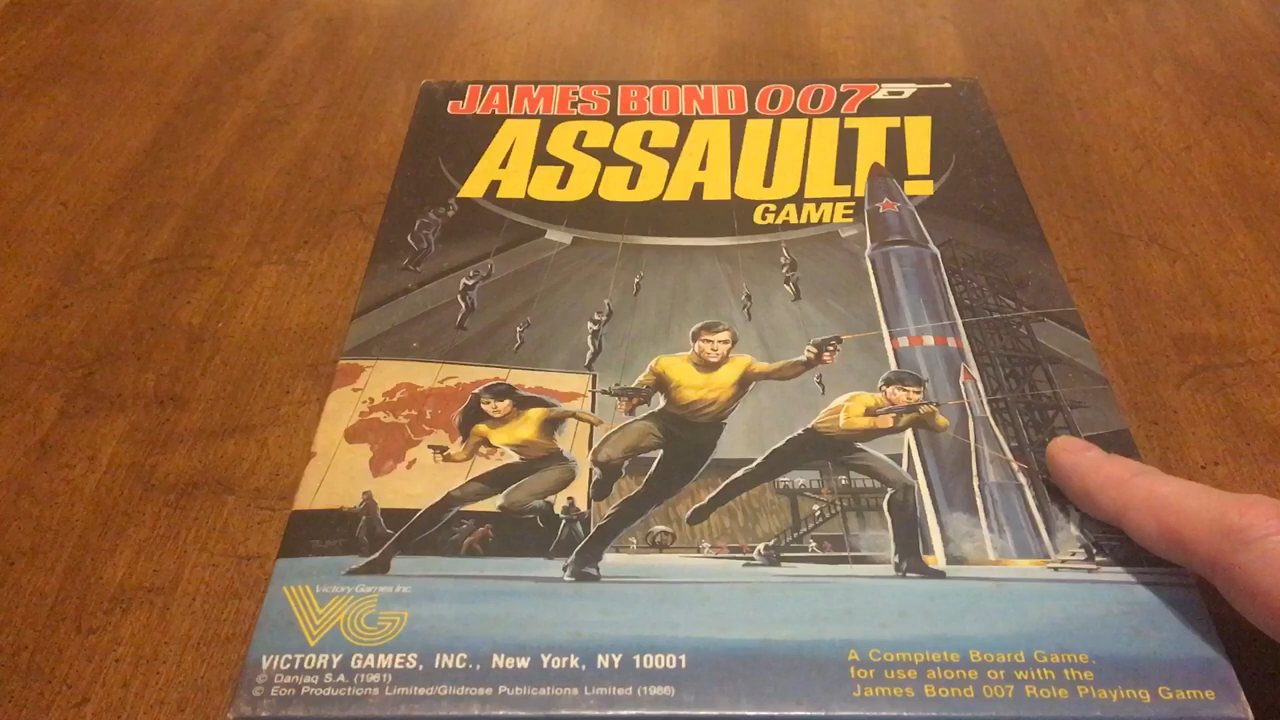 JAMES BOND 007
ASSAULT!
GAME
Victory Games Inc.
VG
VICTORY GAMES, INC., New York, NY 10001
© Danjaq S.A. (1961)
© Eon Productions Limited/Glidrose Publications Limited (1986)
A Complete Board Game,
for use alone or with the
James Bond 007 Role Playing Game